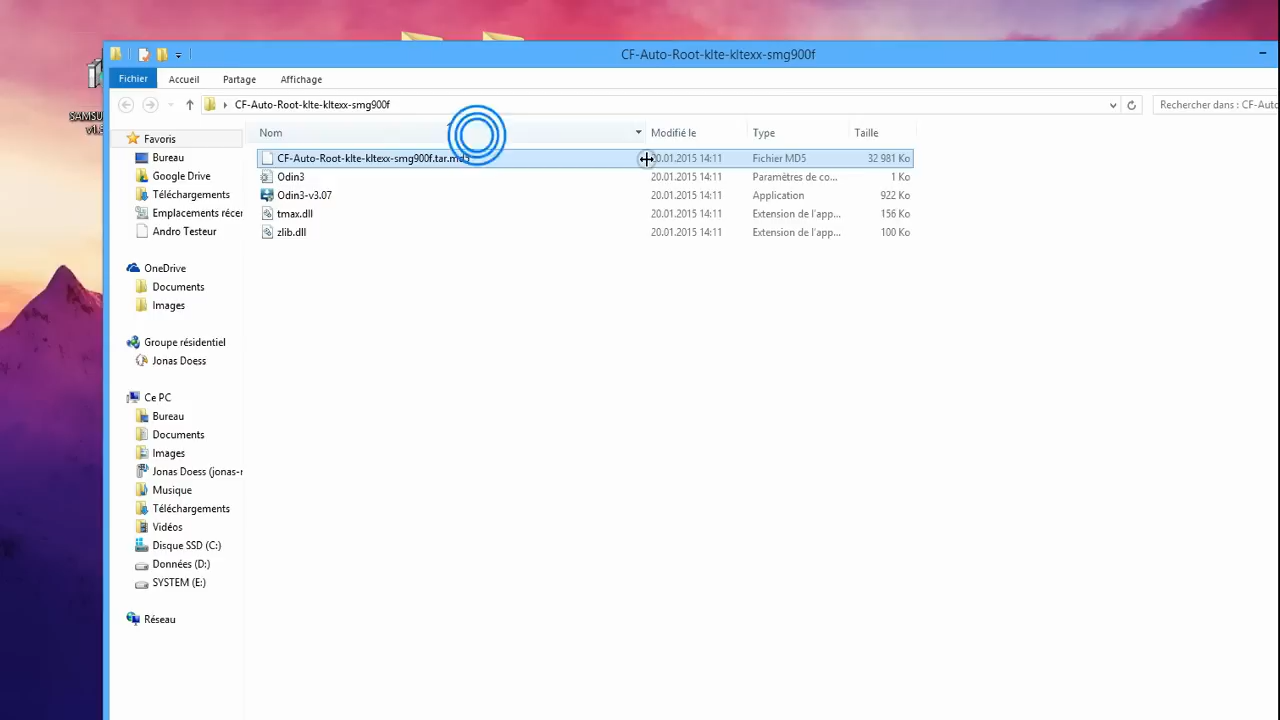 CF-Auto-Root-klte-kltexx-smg900f
Fichier Accueil Partage Affichage
CF-Auto-Root-klte-kltexx-smg900f Rechercher dans : CF-Auto
Nom Modifié le Type Taille
CF-Auto-Root-klte-kltexx-smg900f.tar.md5 20.01.2015 14:11 Fichier MD5 32 981 Ko
Odin3 20.01.2015 14:11 Paramètres de co... 1 Ko
Odin3-v3.07 20.01.2015 14:11 Application 922 Ko
tmax.dll 20.01.2015 14:11 Extension de l'app... 156 Ko
zlib.dll 20.01.2015 14:11 Extension de l'app... 100 Ko
Favoris
Bureau
Google Drive
Téléchargements
Emplacements récer
Andro Testeur
OneDrive
Documents
Images
Groupe résidentiel
Jonas Doess
Ce PC
Bureau
Documents
Images
Jonas Doess (jonas-r
Musique
Téléchargements
Vidéos
Disque SSD (C:)
Données (D:)
SYSTEM (E:)
Réseau
SAMSU